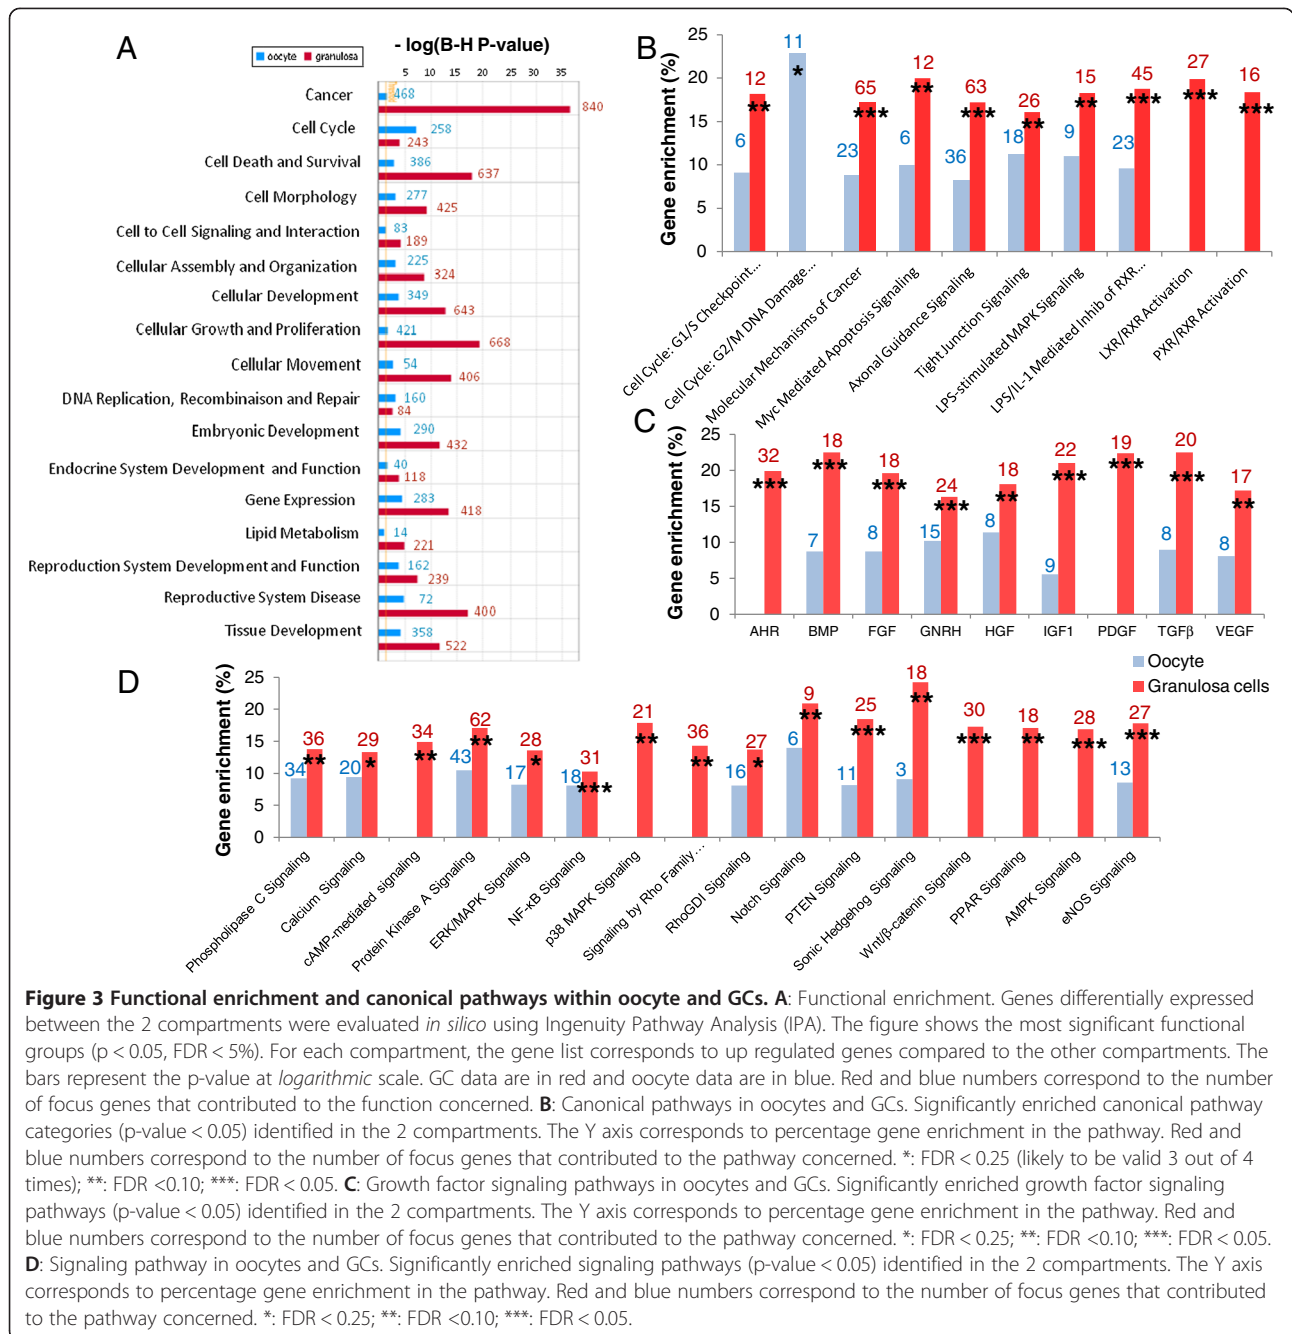 A
- log(B-H P-value)
oocyte granulosa
5 10 15 20 25 30 35
Cancer 468 840
Cell Cycle 258 243
Cell Death and Survival 386 637
Cell Morphology 277 425
Cell to Cell Signaling and Interaction 83 189
Cellular Assembly and Organization 225 324
Cellular Development 349 643
Cellular Growth and Proliferation 421 668
Cellular Movement 54 406
DNA Replication, Recombinaison and Repair 160 84
Embryonic Development 290 432
Endocrine System Development and Function 40 118
Gene Expression 283 418
Lipid Metabolism 14 221
Reproduction System Development and Function 162 239
Reproductive System Disease 72 400
Tissue Development 358 522
B
Gene enrichment (%)
25
20
15
10
5
0
6 12 **
11 *
23 65 ***
6 12 **
36 63 ***
18 26 **
9 15 **
23 45 ***
27 ***
16 ***
Cell Cycle: G1/S Checkpoint...
Cell Cycle: G2/M DNA Damage...
Molecular Mechanisms of Cancer
Myc Mediated Apoptosis Signaling
Axonal Guidance Signaling
Tight Junction Signaling
LPS-stimulated MAPK Signaling
LPS/IL-1 Mediated Inhib of RXR...
LXR/RXR Activation
PXR/RXR Activation
C
Gene enrichment (%)
25
20
15
10
5
0
32 ***
7 18 ***
8 18 ***
15 24 ***
8 18 **
9 22 ***
19 ***
8 20 ***
8 17 **
AHR BMP FGF GNRH HGF IGF1 PDGF TGFβ VEGF
Oocyte
Granulosa cells
D
Gene enrichment (%)
25
20
15
10
5
0
34 36 **
20 29 *
34 **
43 62 **
17 28 *
18 31 ***
21 **
36 **
16 27 *
6 9 **
11 25 ***
3 18 **
30 ***
18 **
28 ***
13 27 ***
Phospholipase C Signaling
Calcium Signaling
cAMP-mediated signaling
Protein Kinase A Signaling
ERK/MAPK Signaling
NF-κB Signaling
p38 MAPK Signaling
Signaling by Rho Family...
RhoGDI Signaling
Notch Signaling
PTEN Signaling
Sonic Hedgehog Signaling
Wnt/β-catenin Signaling
PPAR Signaling
AMPK Signaling
eNOS Signaling
Figure 3 Functional enrichment and canonical pathways within oocyte and GCs. A: Functional enrichment. Genes differentially expressed
between the 2 compartments were evaluated in silico using Ingenuity Pathway Analysis (IPA). The figure shows the most significant functional
groups (p < 0.05, FDR < 5%). For each compartment, the gene list corresponds to up regulated genes compared to the other compartments. The
bars represent the p-value at logarithmic scale. GC data are in red and oocyte data are in blue. Red and blue numbers correspond to the number
of focus genes that contributed to the function concerned. B: Canonical pathways in oocytes and GCs. Significantly enriched canonical pathway
categories (p-value < 0.05) identified in the 2 compartments. The Y axis corresponds to percentage gene enrichment in the pathway. Red and
blue numbers correspond to the number of focus genes that contributed to the pathway concerned. *: FDR < 0.25 (likely to be valid 3 out of 4
times); **: FDR <0.10; ***: FDR < 0.05. C: Growth factor signaling pathways in oocytes and GCs. Significantly enriched growth factor signaling
pathways (p-value < 0.05) identified in the 2 compartments. The Y axis corresponds to percentage gene enrichment in the pathway. Red and
blue numbers correspond to the number of focus genes that contributed to the pathway concerned. *: FDR < 0.25; **: FDR <0.10; ***: FDR < 0.05.
D: Signaling pathway in oocytes and GCs. Significantly enriched signaling pathways (p-value < 0.05) identified in the 2 compartments. The Y axis
corresponds to percentage gene enrichment in the pathway. Red and blue numbers correspond to the number of focus genes that contributed
to the pathway concerned. *: FDR < 0.25; **: FDR <0.10; ***: FDR < 0.05.